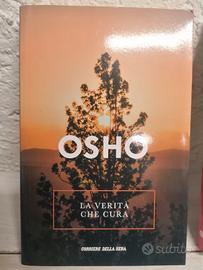 OSHO
LA VERITÀ
CHE CURA
CORRIERE DELLA SERA
subito